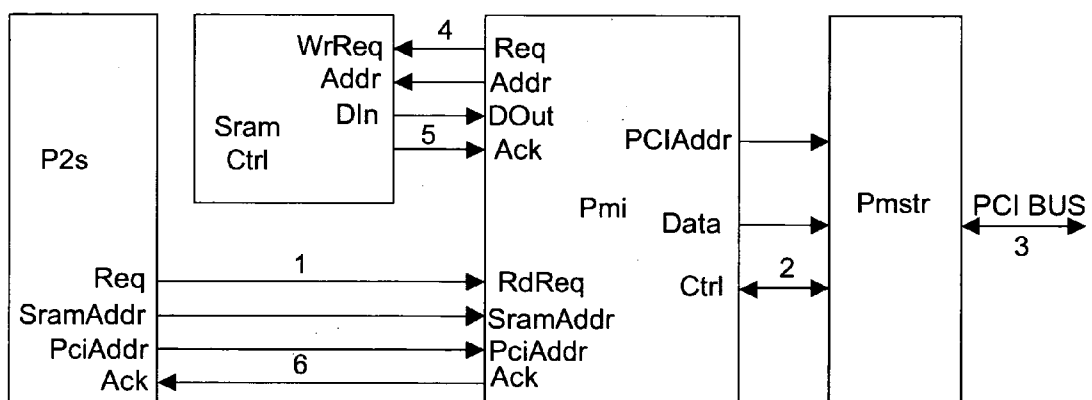 P2s
Req
SramAddr
PciAddr
Ack
WrReq
Addr
DIn
Sram
Ctrl
4
5
1
6
Req
Addr
DOut
Ack
Pmi
PCIAddr
Data
Ctrl
RdReq
SramAddr
PciAddr
Ack
2
Pmstr
PCI BUS
3